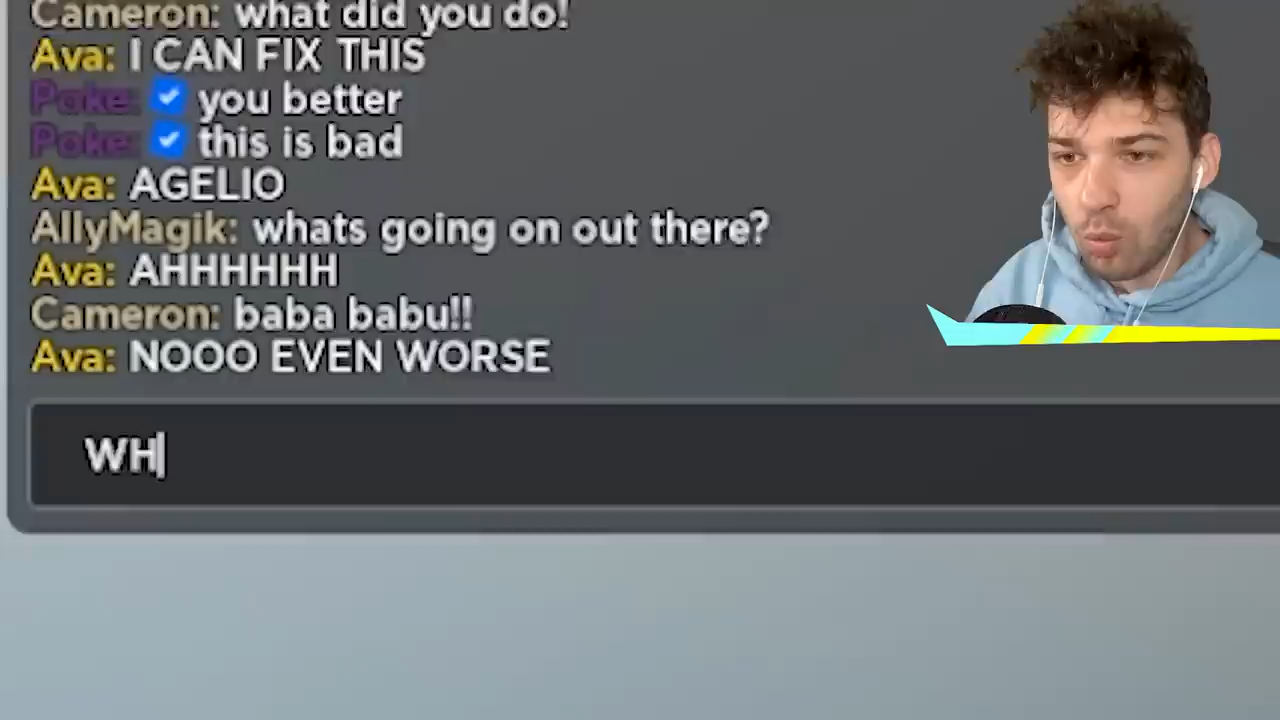 Cameron: what did you do!
Ava: I CAN FIX THIS
Poke: you better
Poke: this is bad
Ava: AGELIO
AllyMagik: whats going on out there?
Ava: AHHHHHH
Cameron: baba babu!!
Ava: NOOO EVEN WORSE
WH